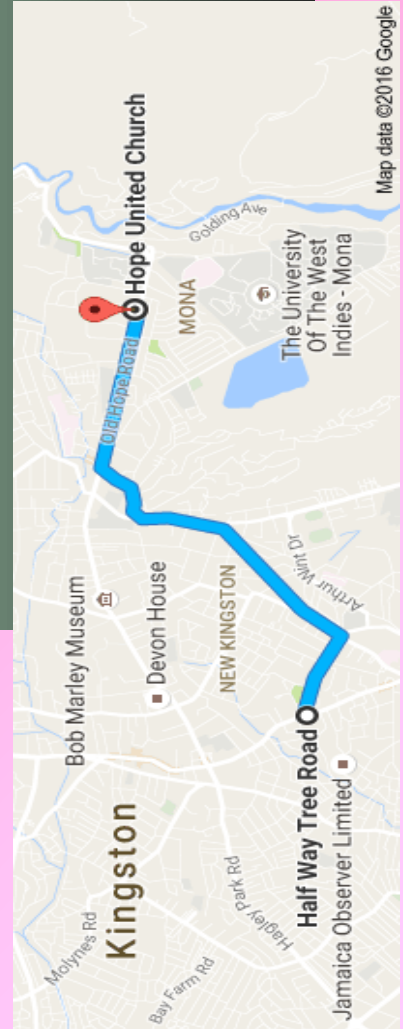 Molynes Rd
Bob Marley Museum
Old Hope Road
Kingston
Hope United Church
Devon House
Bay Farm Rd
MONA
NEW KINGSTON
Golding Ave
Hagley Park Rd
The University
Of The West
Indies - Mona
Arthur Wint Dr
Half Way Tree Road
Jamaica Observer Limited
Map data ©2016 Google